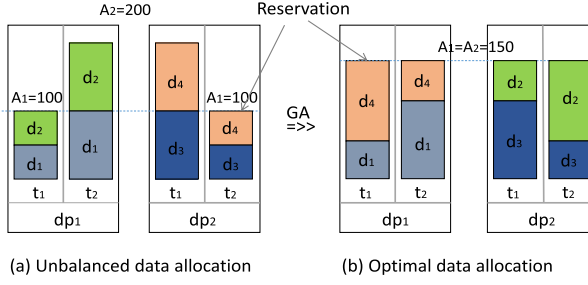 A₂=200
Reservation
A₁=A₂=150
A₁=100
A₁=100
GA
=>>
d₂
d₂
d₁
d₁
d₄
d₃
d₄
d₃
d₄
d₁
d₄
d₁
d₂
d₃
d₂
d₃
t₁ t₂ t₁ t₂ t₁ t₂ t₁ t₂
dp₁ dp₂ dp₁ dp₂
(a) Unbalanced data allocation (b) Optimal data allocation